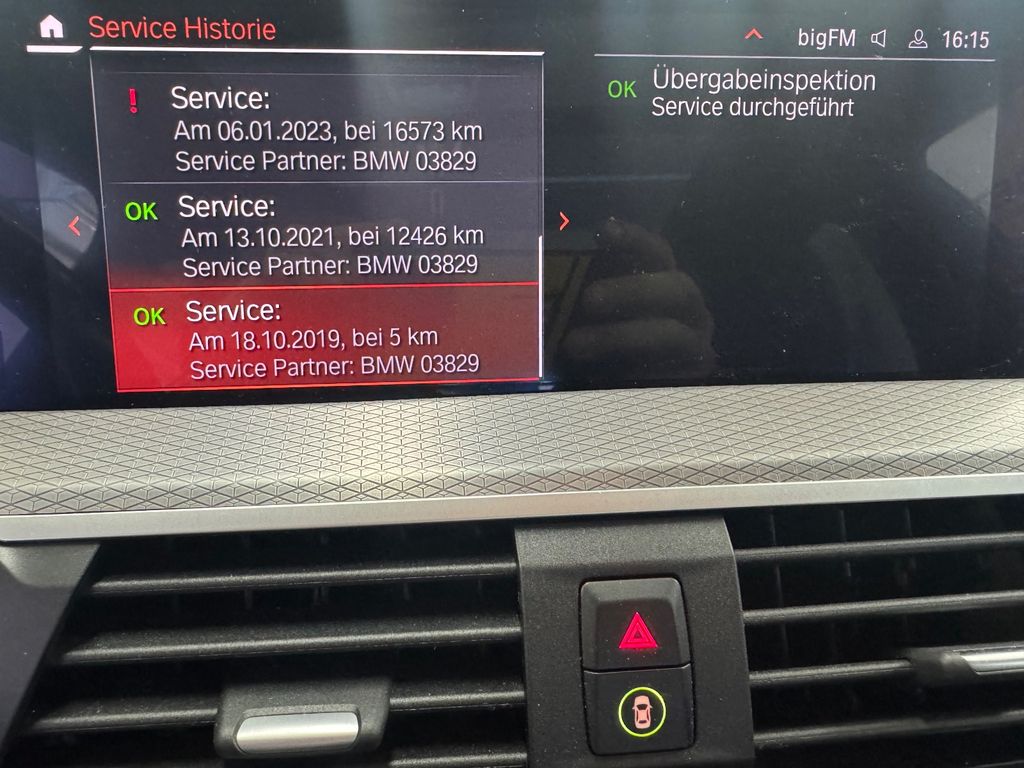 Service Historie
bigFM 16:15
! Service:
Am 06.01.2023, bei 16573 km
Service Partner: BMW 03829
OK Service:
Am 13.10.2021, bei 12426 km
Service Partner: BMW 03829
OK Service:
Am 18.10.2019, bei 5 km
Service Partner: BMW 03829
OK Übergabeinspektion
Service durchgeführt